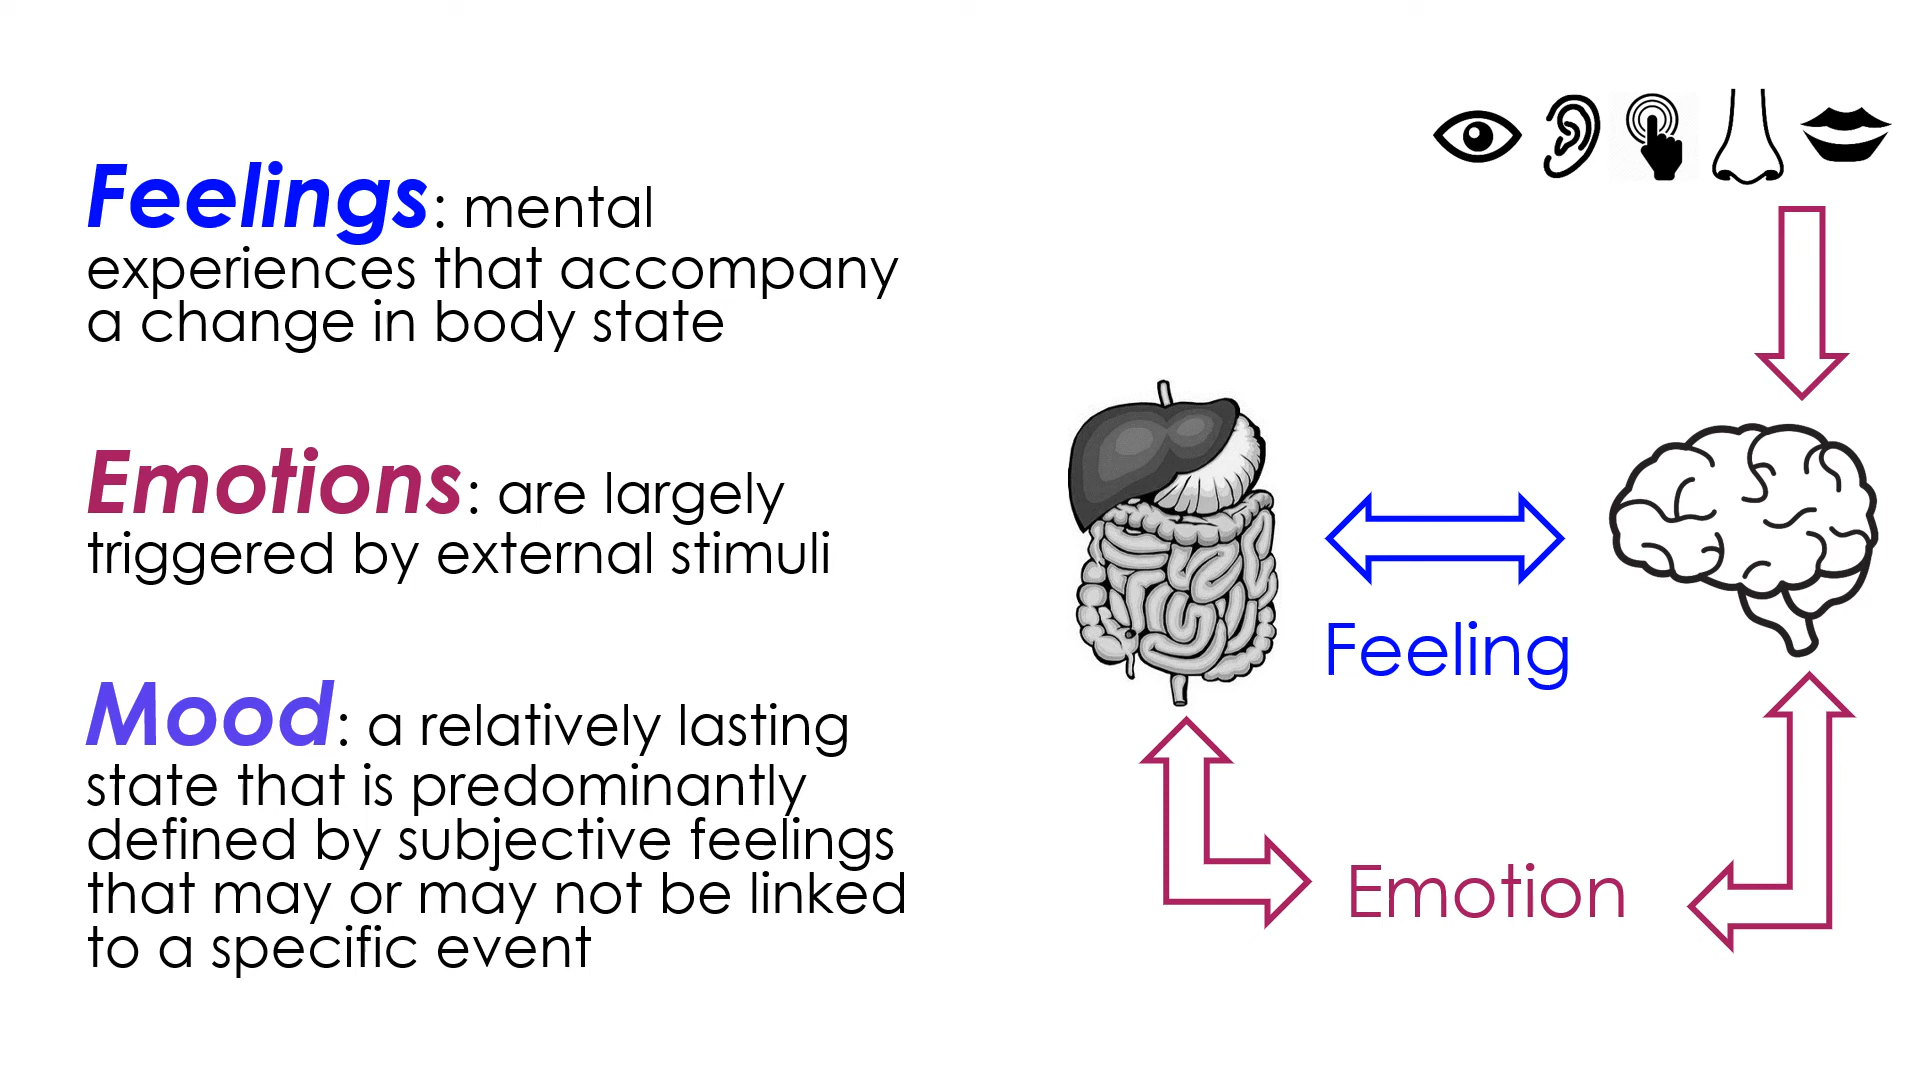 Feelings: mental
experiences that accompany
a change in body state
Emotions: are largely
triggered by external stimuli
Mood: a relatively lasting
state that is predominantly
defined by subjective feelings
that may or may not be linked
to a specific event
Feeling
Emotion